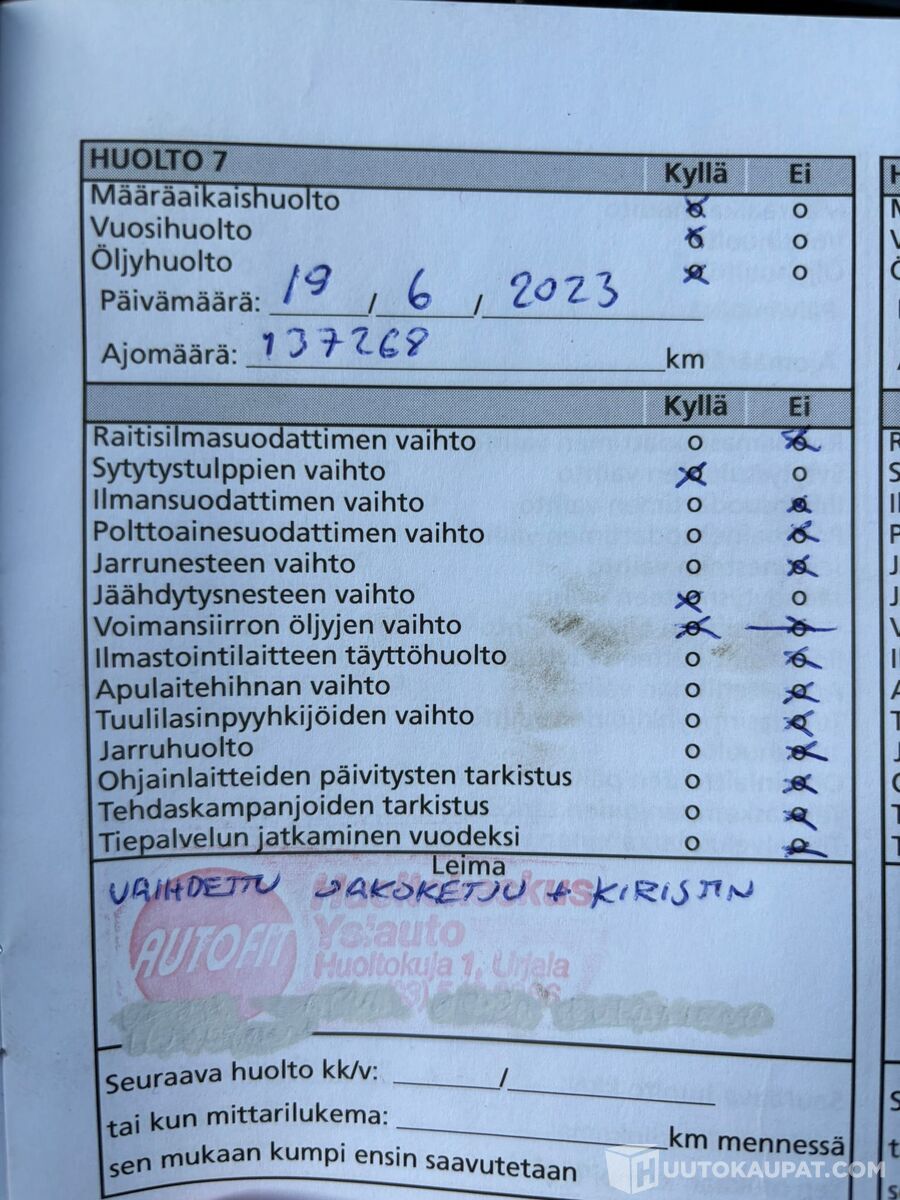 HUOLTO 7 Kyllä Ei
Määräaikaishuolto o o
Vuosihuolto o o
Öljyhuolto o o
Päivämäärä: 19 / 6 / 2023
Ajomäärä: 137268 km
Kyllä Ei
Raitisilmasuodattimen vaihto o o
Sytytystulppien vaihto o o
Ilmansuodattimen vaihto o o
Polttoainesuodattimen vaihto o o
Jarrunesteen vaihto o o
Jäähdytysnesteen vaihto o o
Voimansiirron öljyjen vaihto o o
Ilmastointilaitteen täyttöhuolto o o
Apulaitehihnan vaihto o o
Tuulilasinpyyhkijöiden vaihto o o
Jarruhuolto o o
Ohjainlaitteiden päivitysten tarkistus o o
Tehdaskampanjoiden tarkistus o o
Tiepalvelun jatkaminen vuodeksi o o
Leima
VAIHDETTU JAKOKETJU + KIRISTIN
AUTOFIT
Huoltokeskus
Huoltokuja 1, Urjala
Seuraava huolto kk/v: /
tai kun mittarilukema: km mennessä
sen mukaan kumpi ensin saavutetaan
HUUTOKAUPAT.COM